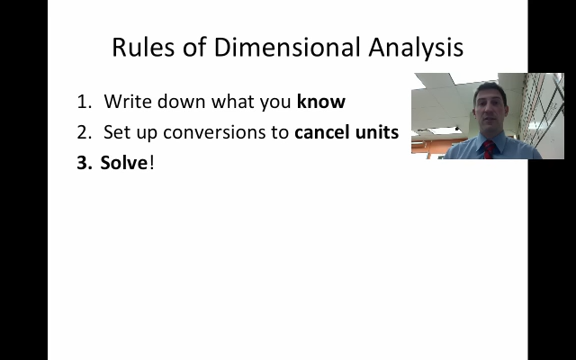 Rules of Dimensional Analysis
1. Write down what you know
2. Set up conversions to cancel units
3. Solve!